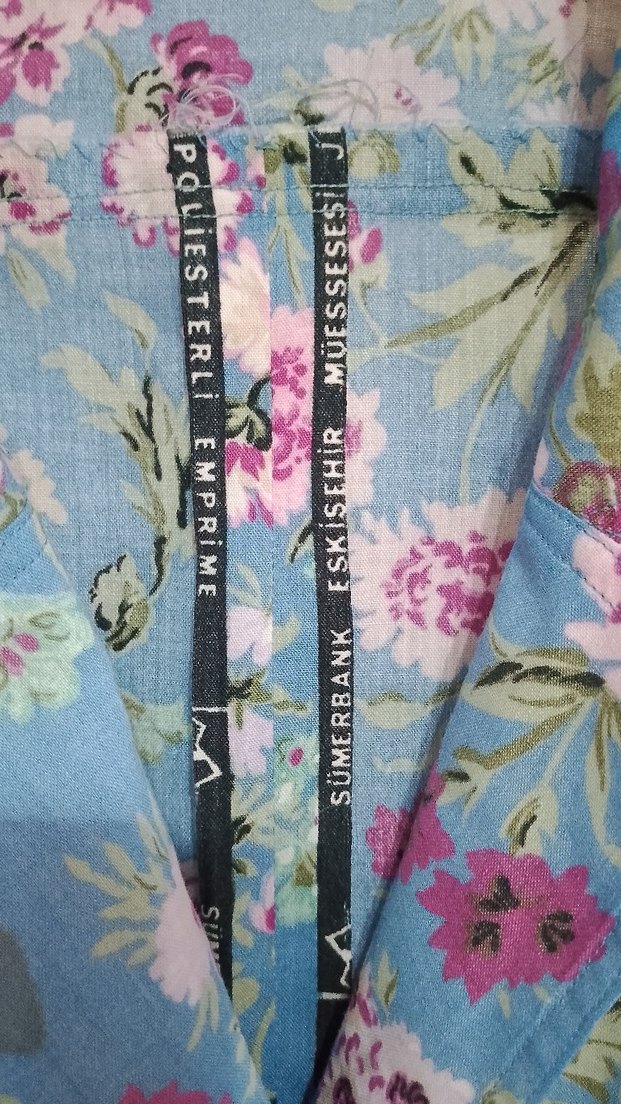 POLİESTERLİ EMPRİME
SÜMERBANK ESKİŞEHİR MÜESSESESİ